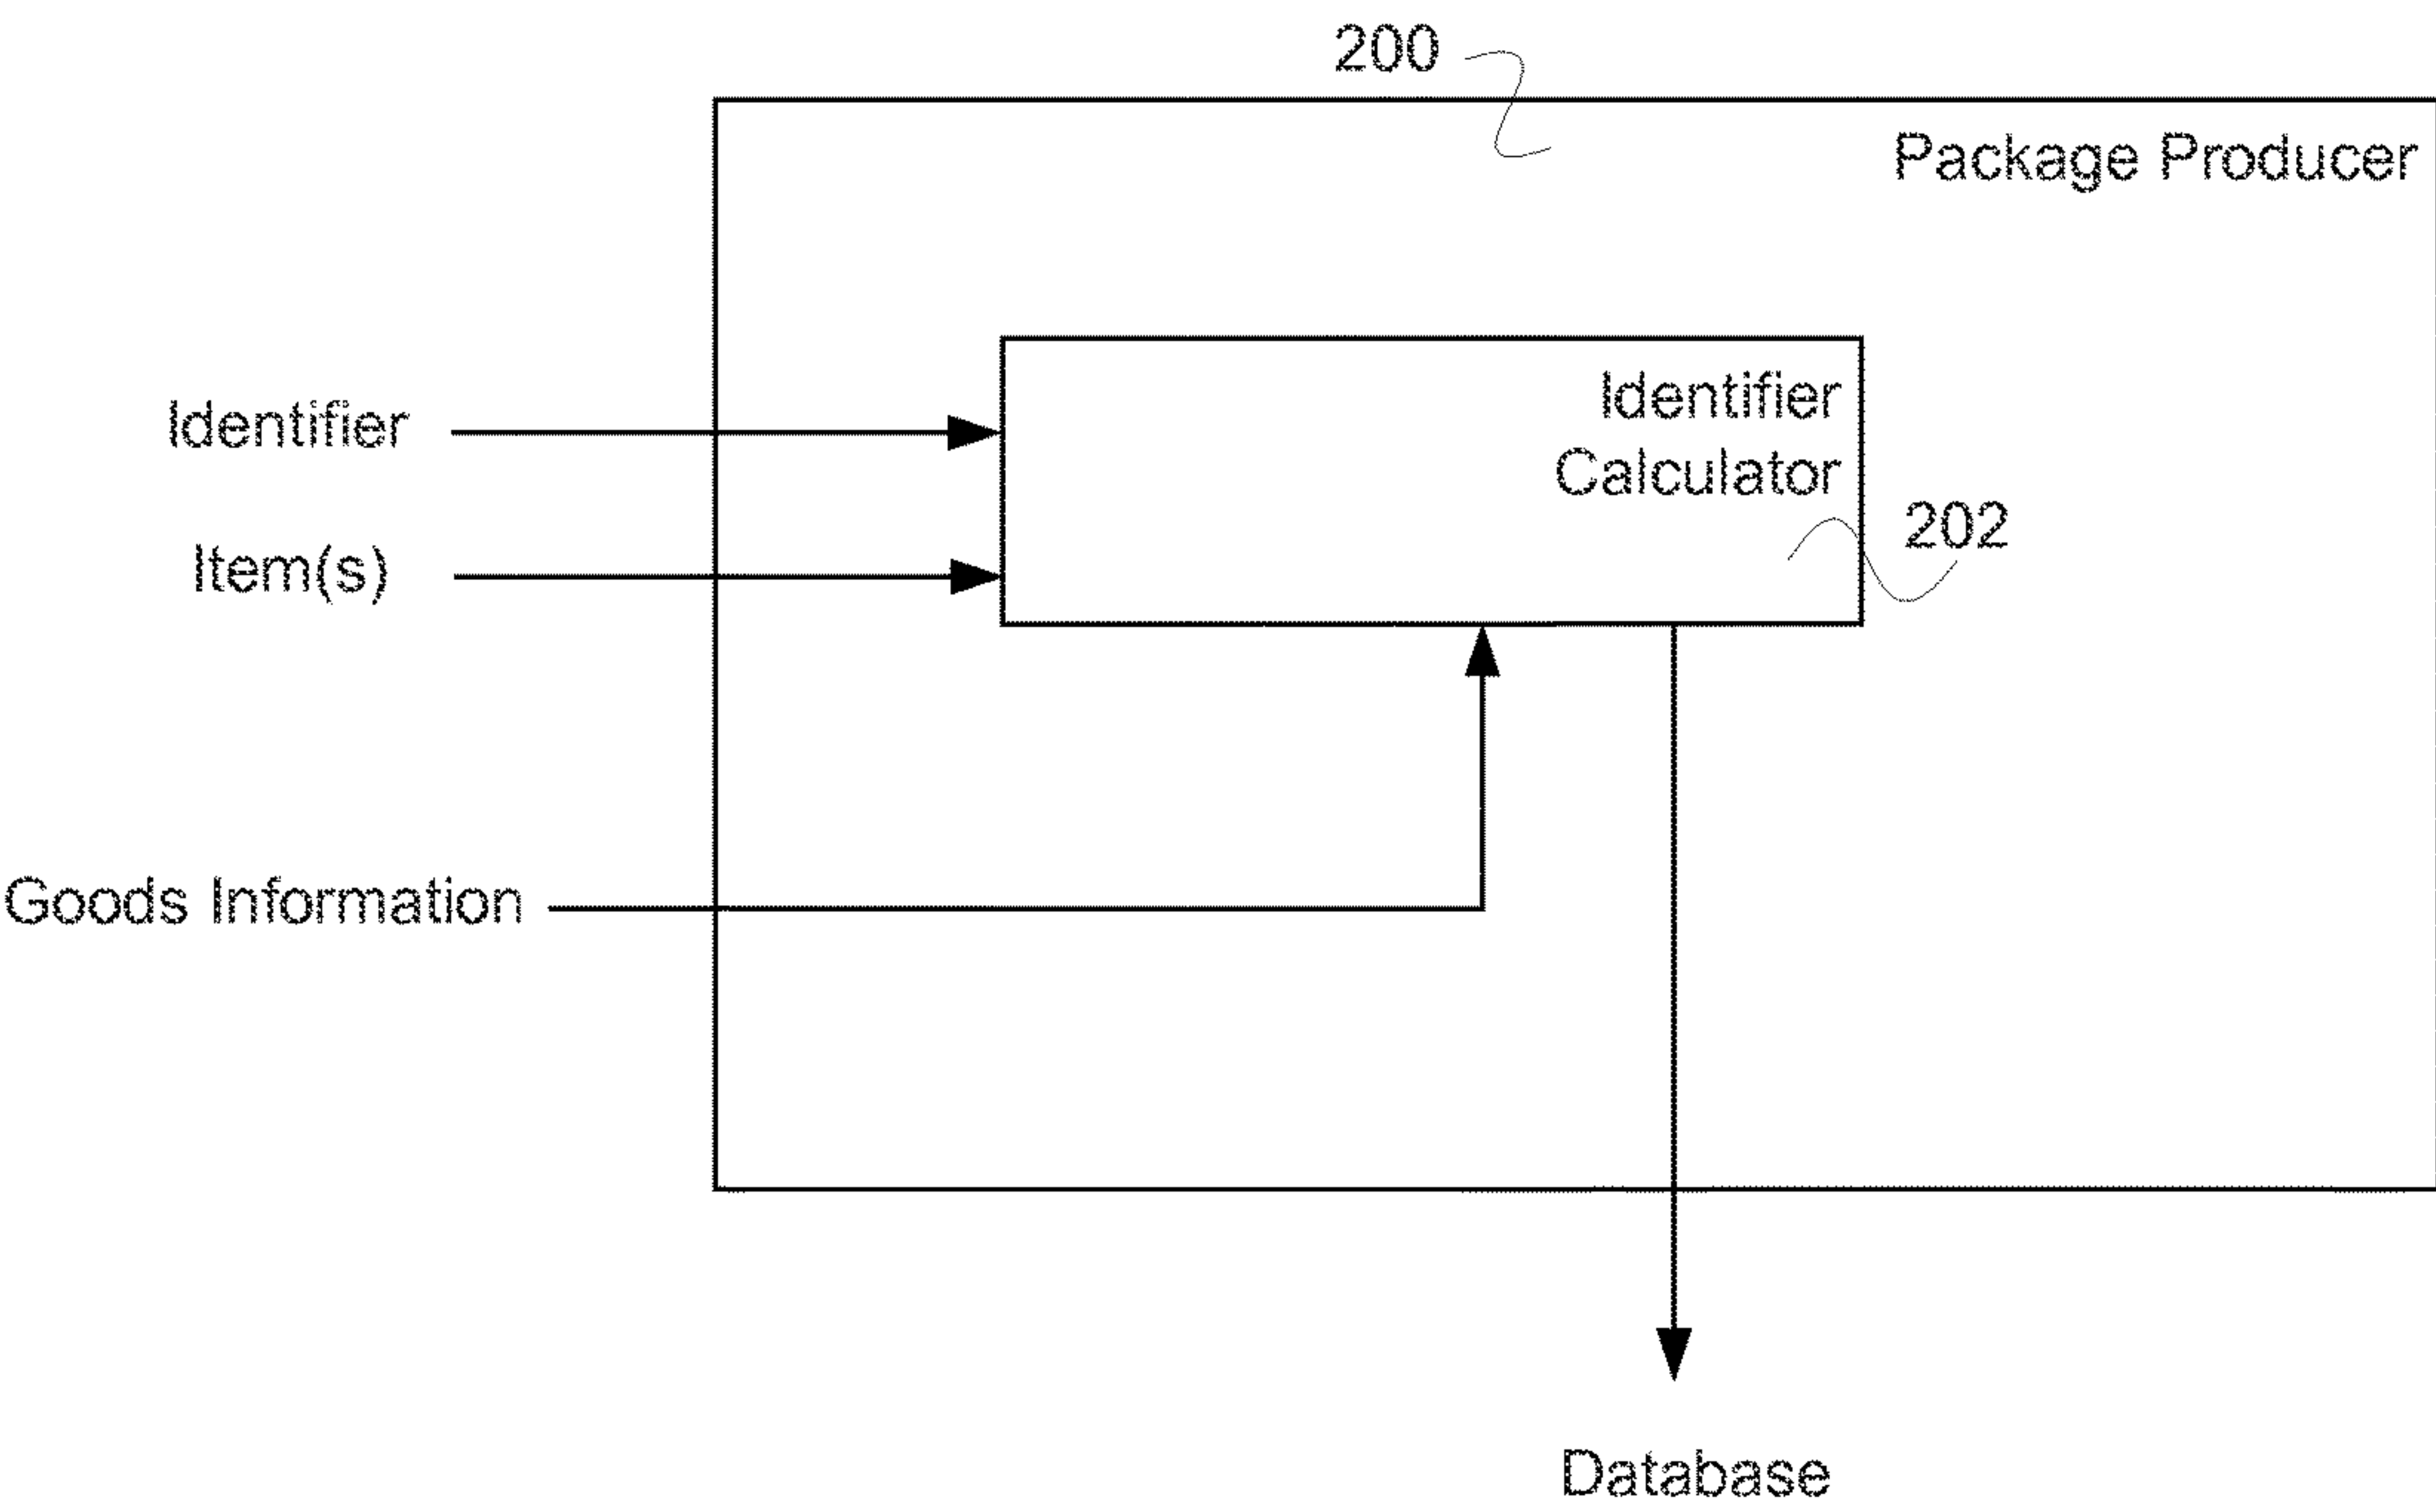 200
Package Producer
Identifier
Calculator
Identifier
202
Item(s)
Goods Information
Database